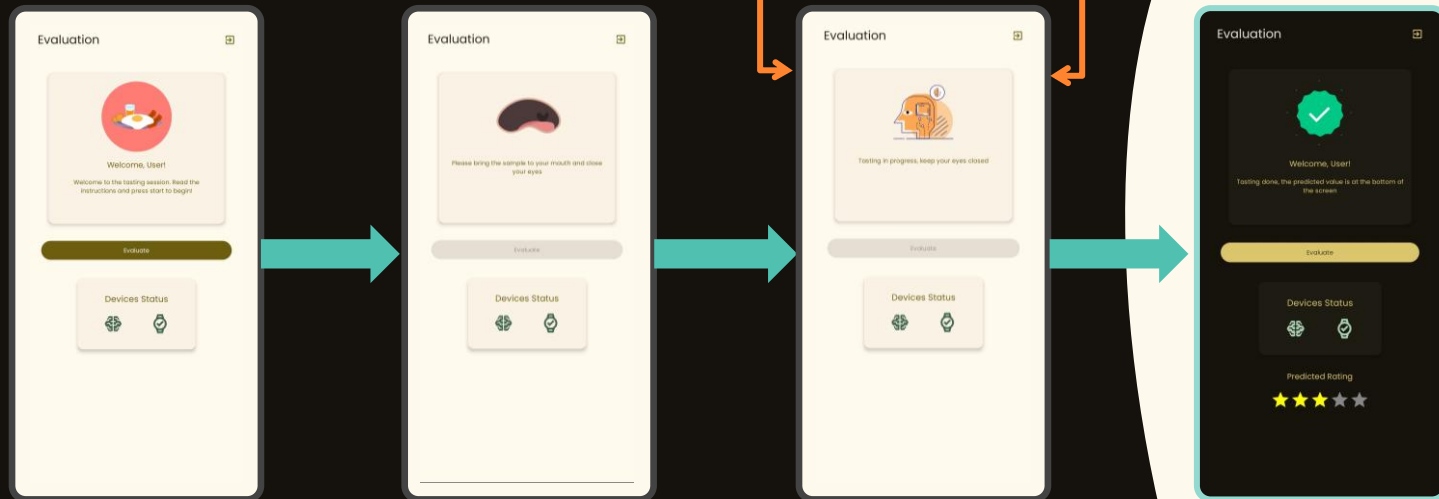 Evaluation
Welcome, User!
Welcome to the tasting session. Read the
instructions and press start to begin!
Evaluate
Devices Status
Evaluation
Please bring the sample to your mouth and close
your eyes
Evaluate
Devices Status
Evaluation
Tasting in progress, keep your eyes closed
Evaluate
Devices Status
Evaluation
Welcome, User!
Tasting done, the predicted value is at the bottom of
the screen
Evaluate
Devices Status
Predicted Rating